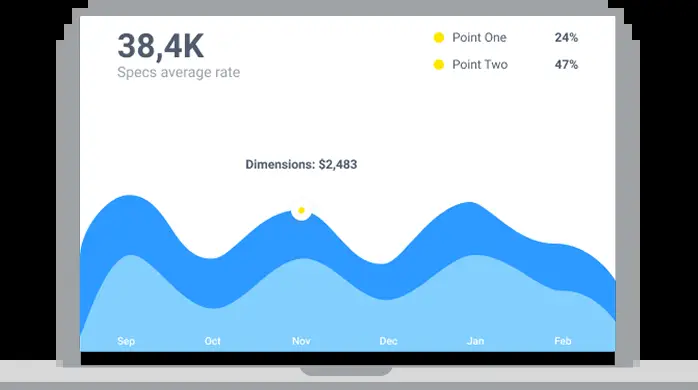 38,4K
Specs average rate
Point One 24%
Point Two 47%
Dimensions: $2,483
Sep Oct Nov Dec Jan Feb